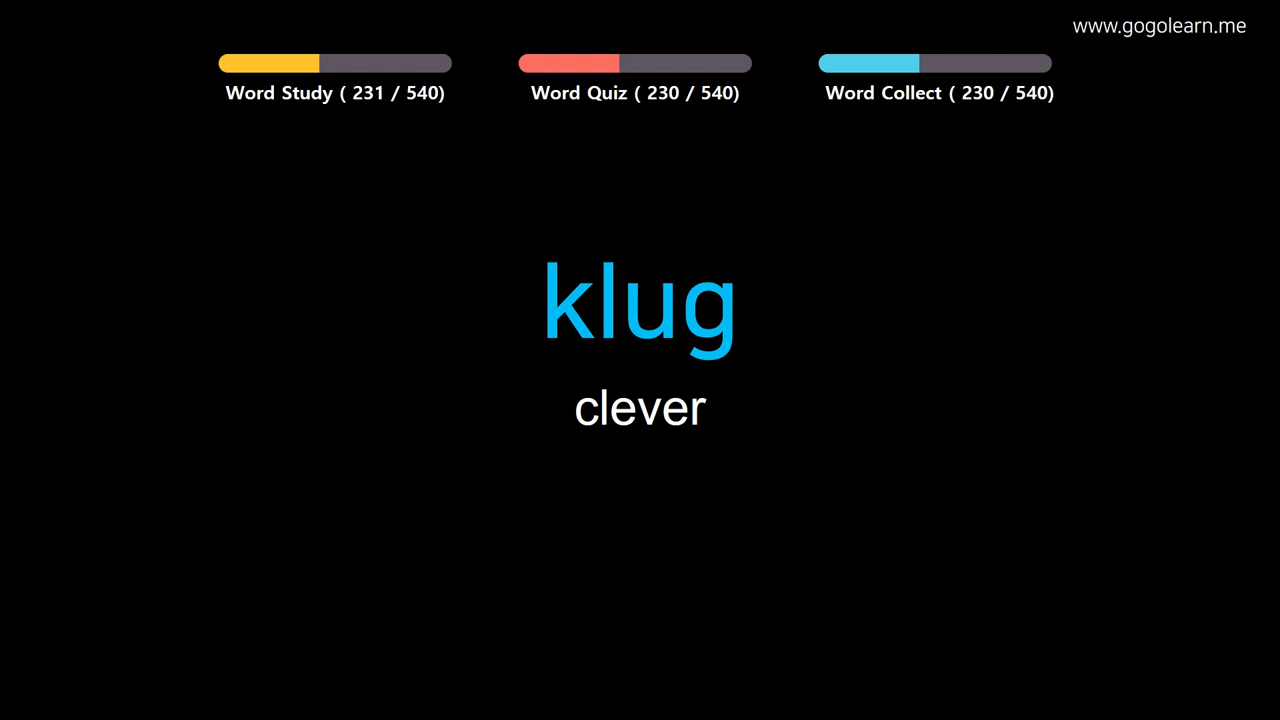 www.gogolearn.me
Word Study ( 231 / 540)
Word Quiz ( 230 / 540)
Word Collect ( 230 / 540)
klug
clever